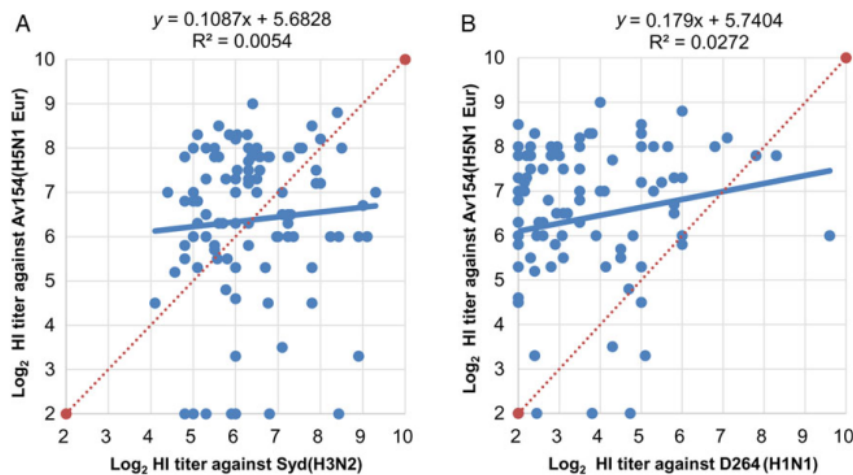 A
y = 0.1087x + 5.6828
R² = 0.0054
10
9
8
7
6
5
4
3
2
2 3 4 5 6 7 8 9 10
Log₂ HI titer against Av154(H5N1 Eur)
Log₂ HI titer against Syd(H3N2)
B
y = 0.179x + 5.7404
R² = 0.0272
10
9
8
7
6
5
4
3
2
2 3 4 5 6 7 8 9 10
Log₂ HI titer against Av154(H5N1 Eur)
Log₂ HI titer against D264(H1N1)